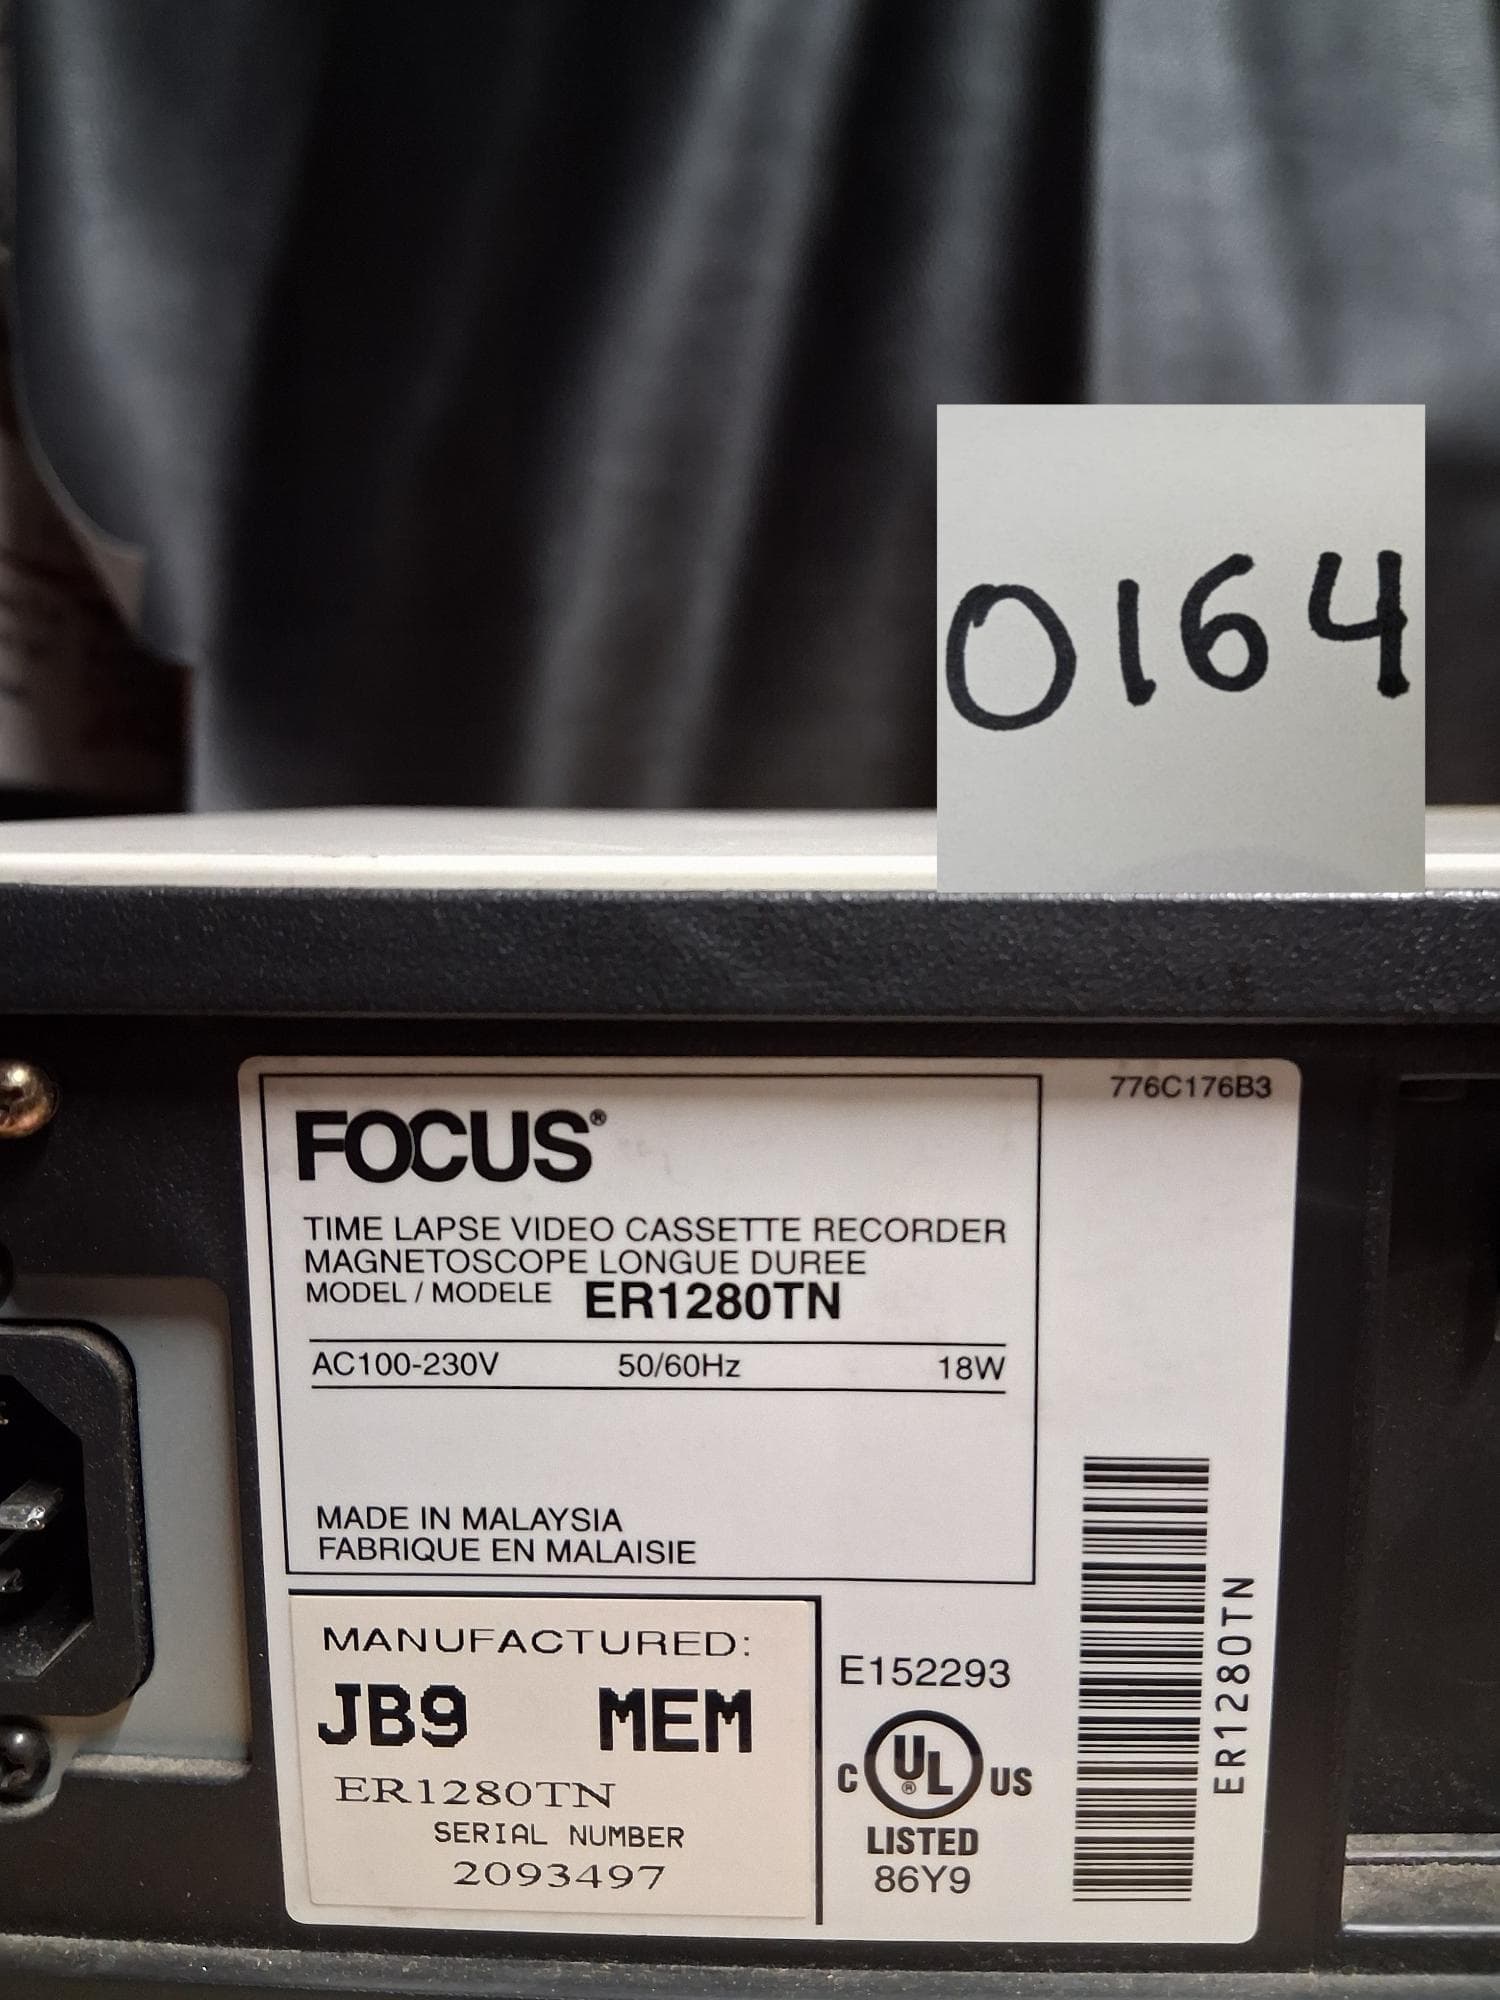 0164
776C176B3
FOCUS®
TIME LAPSE VIDEO CASSETTE RECORDER
MAGNETOSCOPE LONGUE DUREE
MODEL / MODELE ER1280TN
AC100-230V 50/60Hz 18W
MADE IN MALAYSIA
FABRIQUE EN MALAISIE
MANUFACTURED:
JB9 MEM
ER1280TN
SERIAL NUMBER
2093497
E152293
C UL® US
LISTED
86Y9
ER1280TN